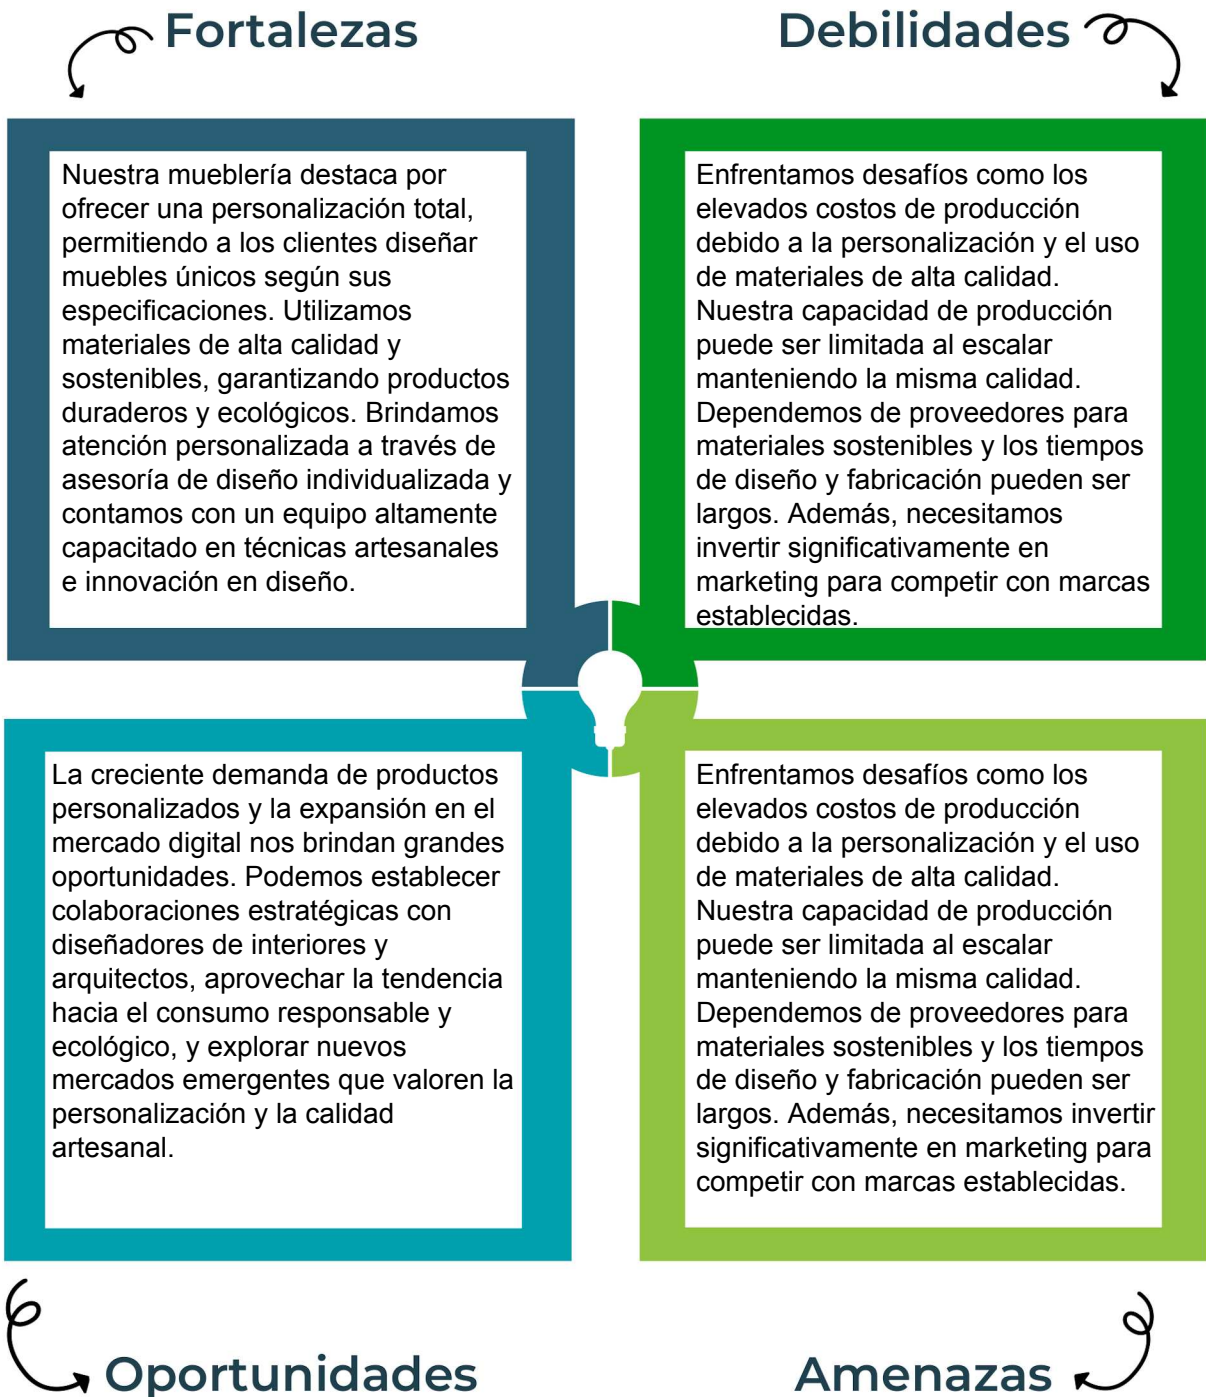 Fortalezas
Nuestra mueblería destaca por
ofrecer una personalización total,
permitiendo a los clientes diseñar
muebles únicos según sus
especificaciones. Utilizamos
materiales de alta calidad y
sostenibles, garantizando productos
duraderos y ecológicos. Brindamos
atención personalizada a través de
asesoría de diseño individualizada y
contamos con un equipo altamente
capacitado en técnicas artesanales
e innovación en diseño.
Debilidades
Enfrentamos desafíos como los
elevados costos de producción
debido a la personalización y el uso
de materiales de alta calidad.
Nuestra capacidad de producción
puede ser limitada al escalar
manteniendo la misma calidad.
Dependemos de proveedores para
materiales sostenibles y los tiempos
de diseño y fabricación pueden ser
largos. Además, necesitamos
invertir significativamente en
marketing para competir con marcas
establecidas.
La creciente demanda de productos
personalizados y la expansión en el
mercado digital nos brindan grandes
oportunidades. Podemos establecer
colaboraciones estratégicas con
diseñadores de interiores y
arquitectos, aprovechar la tendencia
hacia el consumo responsable y
ecológico, y explorar nuevos
mercados emergentes que valoren la
personalización y la calidad
artesanal.
Oportunidades
Enfrentamos desafíos como los
elevados costos de producción
debido a la personalización y el uso
de materiales de alta calidad.
Nuestra capacidad de producción
puede ser limitada al escalar
manteniendo la misma calidad.
Dependemos de proveedores para
materiales sostenibles y los tiempos
de diseño y fabricación pueden ser
largos. Además, necesitamos invertir
significativamente en marketing para
competir con marcas establecidas.
Amenazas